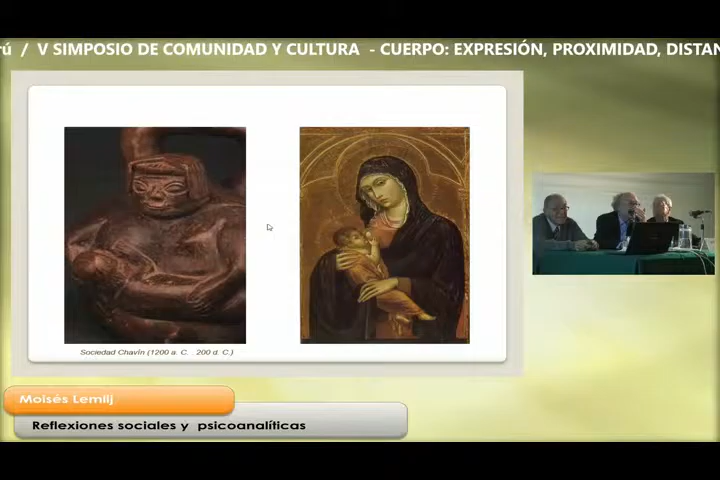 rú / V SIMPOSIO DE COMUNIDAD Y CULTURA - CUERPO: EXPRESIÓN, PROXIMIDAD, DISTAN
Sociedad Chavín (1200 a. C. . 200 d. C.)
Moisés Lemlij
Reflexiones sociales y psicoanalíticas